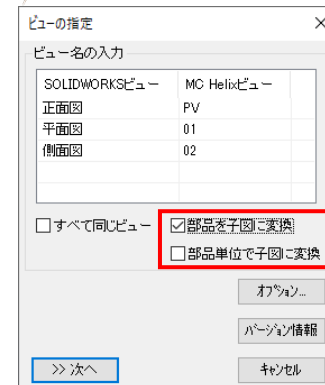 ビューの指定
ビュー名の入力
SOLIDWORKSビュー MC Helixビュー
正面図 PV
平面図 01
側面図 02
すべて同じビュー 部品を子図に変換
部品単位で子図に変換
オプション...
バージョン情報
>> 次へ キャンセル